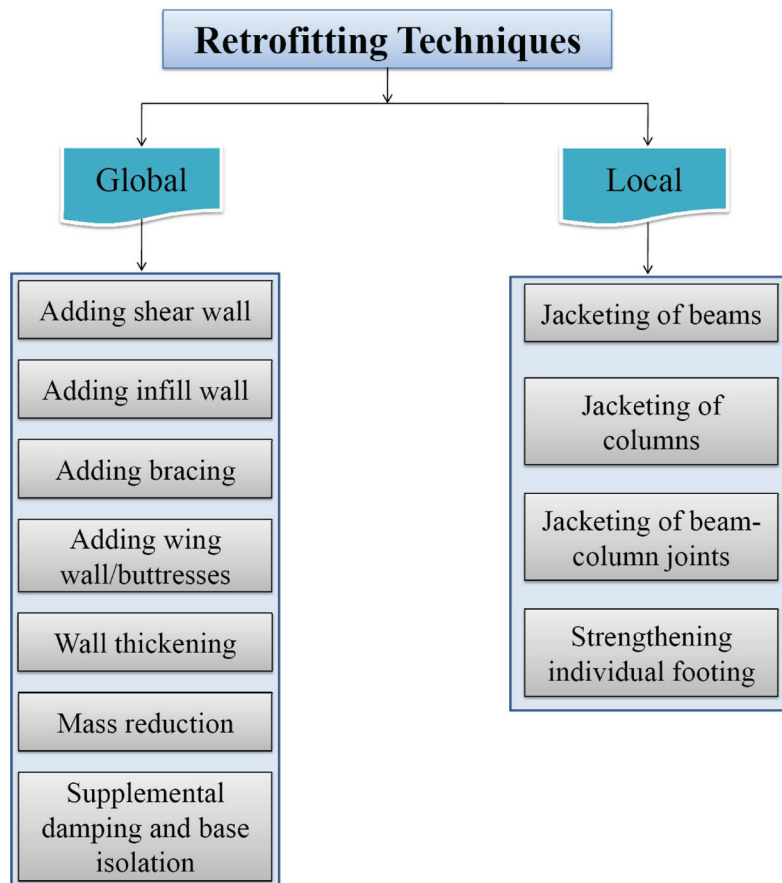 Retrofitting Techniques
Global
Adding shear wall
Adding infill wall
Adding bracing
Adding wing
wall/buttresses
Wall thickening
Mass reduction
Supplemental
damping and base
isolation
Local
Jacketing of beams
Jacketing of
columns
Jacketing of beam-
column joints
Strengthening
individual footing